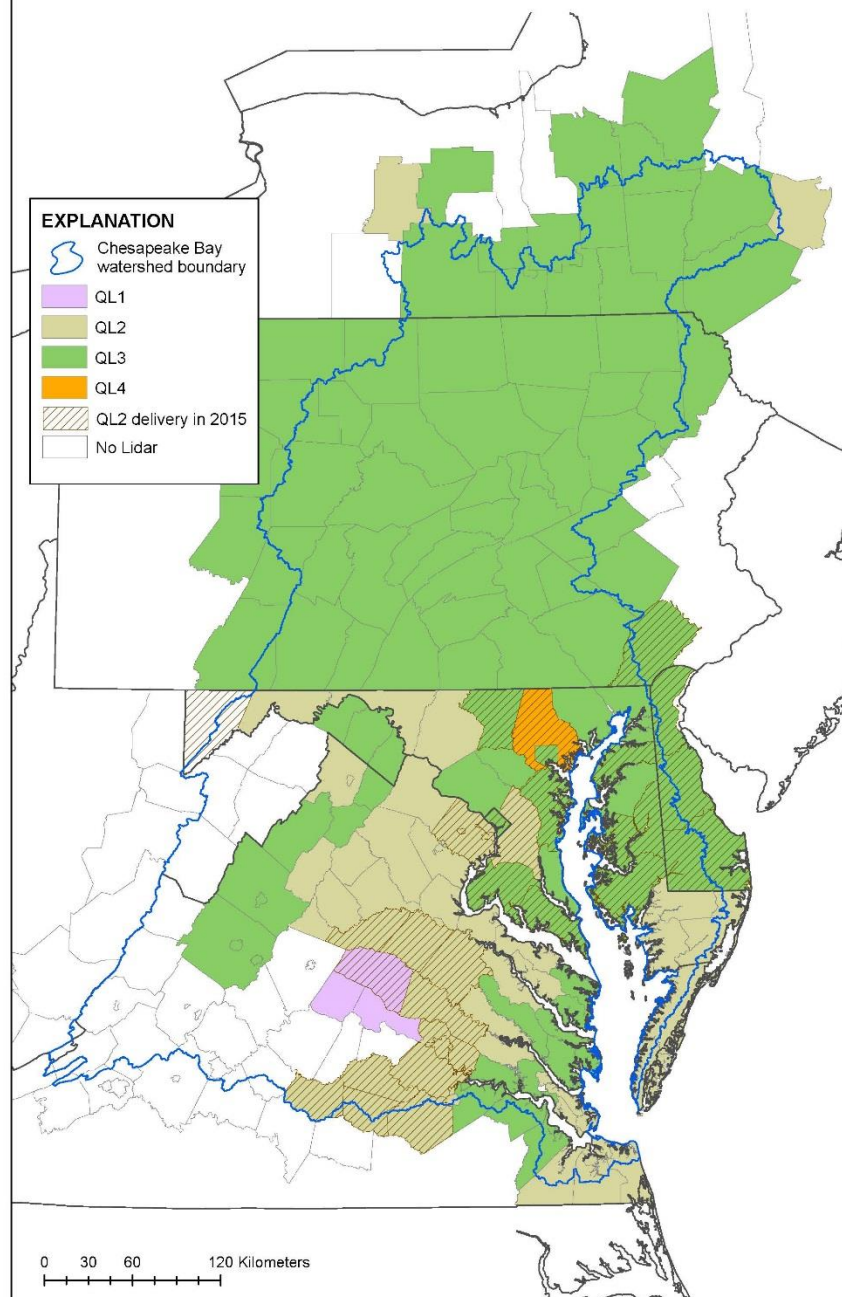 EXPLANATION
Chesapeake Bay
watershed boundary
QL1
QL2
QL3
QL4
QL2 delivery in 2015
No Lidar
0 30 60 120 Kilometers